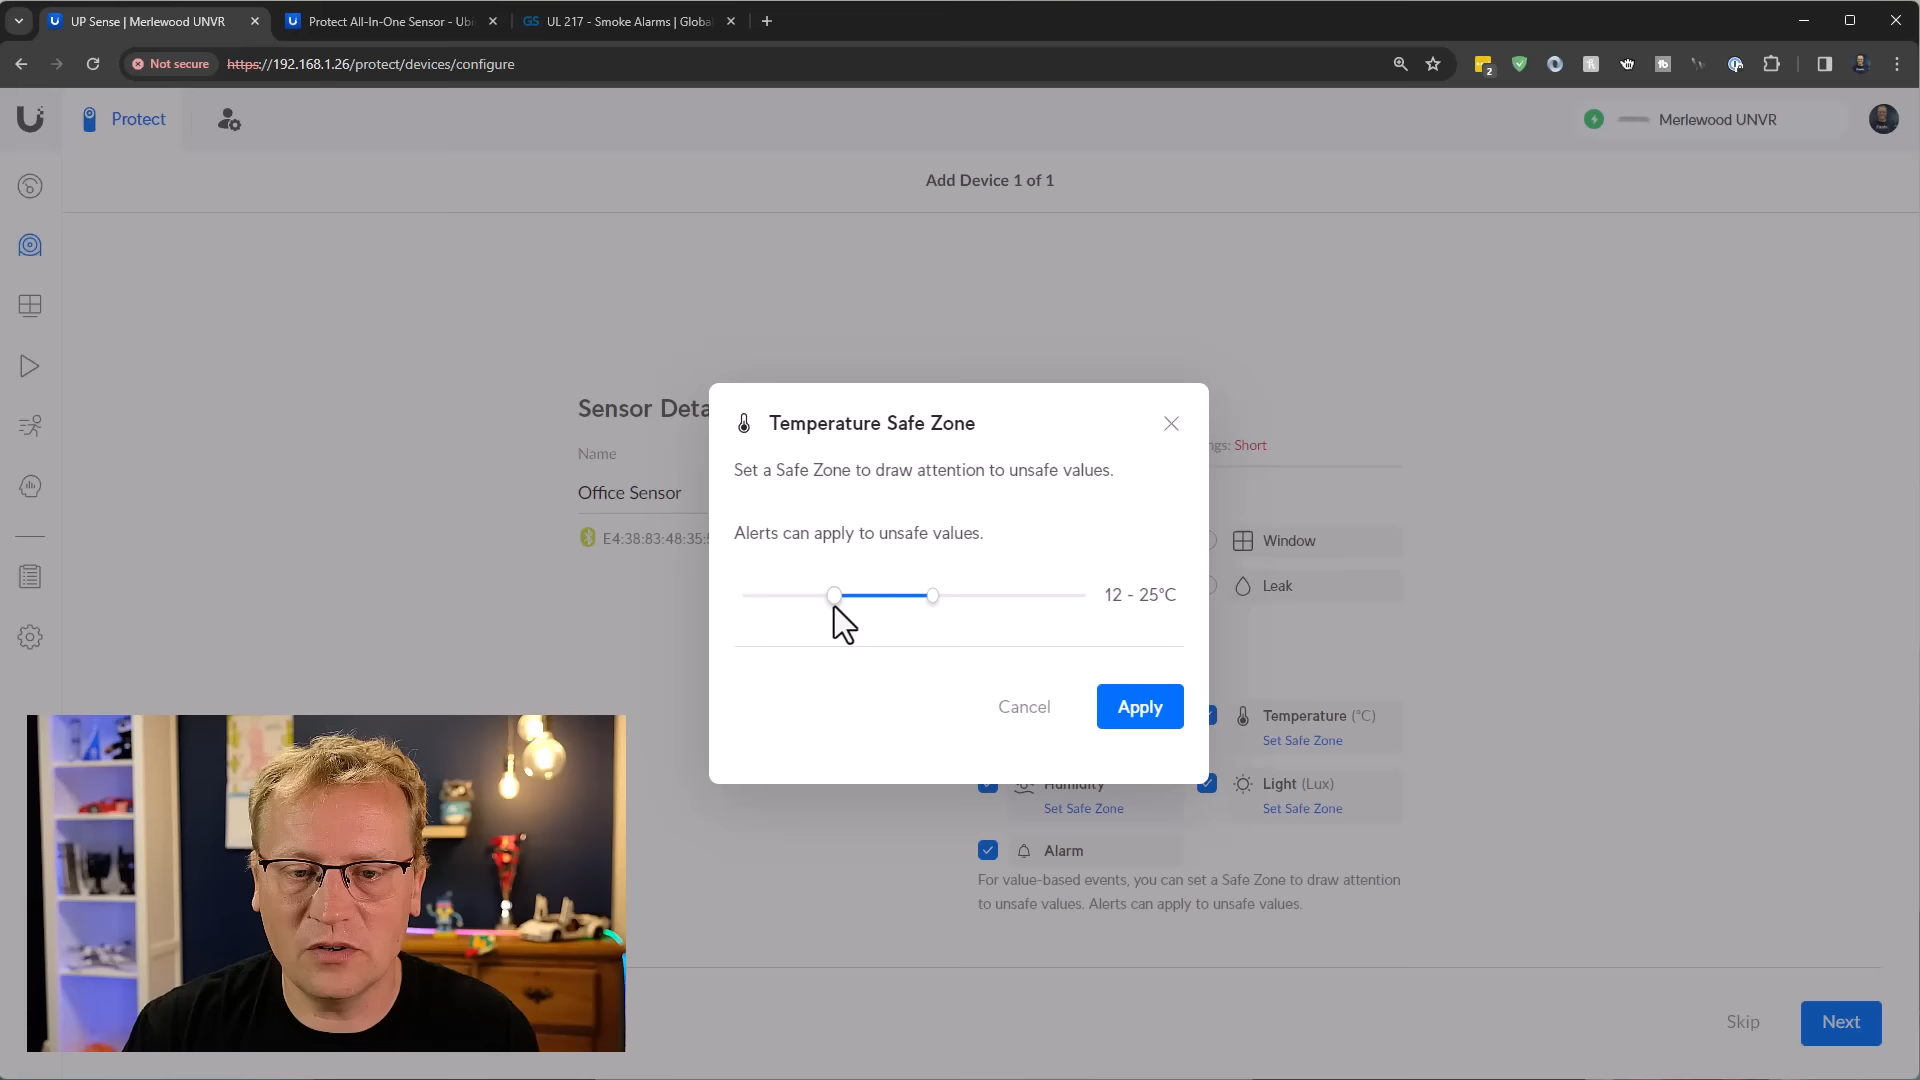 UP Sense | Merlewood UNVR
Protect All-In-One Sensor - Ubi
GS UL 217 - Smoke Alarms | Globa
Not secure
https://192.168.1.26/protect/devices/configure
2
Protect
Merlewood UNVR
Add Device 1 of 1
Sensor Deta
Name
Office Sensor
E4:38:83:48:35:
ngs: Short
Window
Leak
Temperature Safe Zone
Set a Safe Zone to draw attention to unsafe values.
Alerts can apply to unsafe values.
12 - 25°C
Cancel
Apply
Temperature (°C)
Set Safe Zone
Humidity
Set Safe Zone
Light (Lux)
Set Safe Zone
Alarm
For value-based events, you can set a Safe Zone to draw attention
to unsafe values. Alerts can apply to unsafe values.
Skip
Next